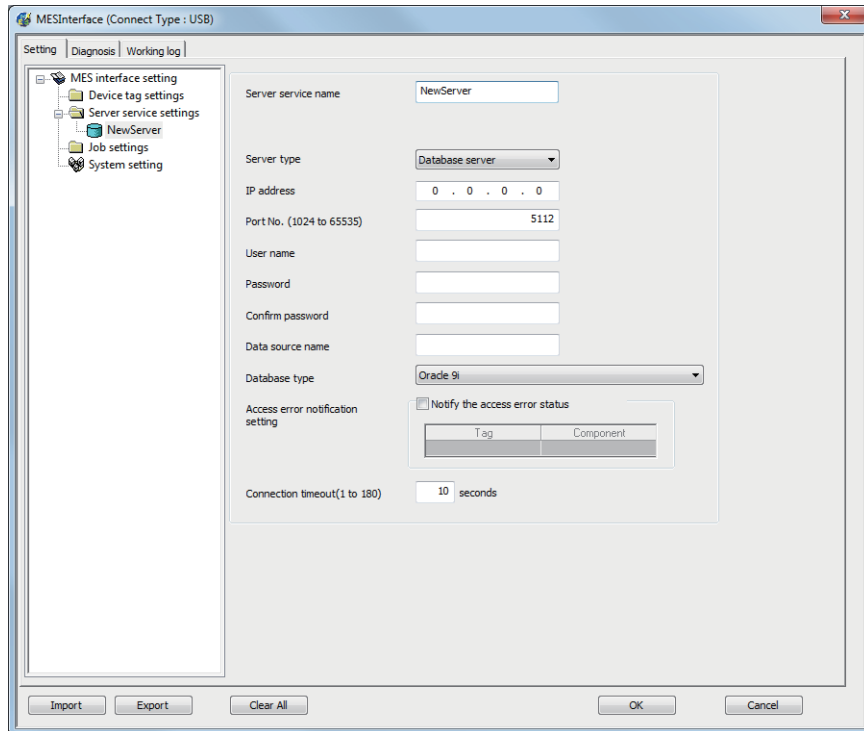 MESInterface (Connect Type : USB)
Setting Diagnosis Working log
MES interface setting
Device tag settings
Server service settings
NewServer
Job settings
System setting
Server service name NewServer
Server type Database server
IP address 0 . 0 . 0 . 0
Port No. (1024 to 65535) 5112
User name
Password
Confirm password
Data source name
Database type Oracle 9i
Access error notification
setting
Notify the access error status
Tag Component
Connection timeout(1 to 180) 10 seconds
Import Export Clear All OK Cancel